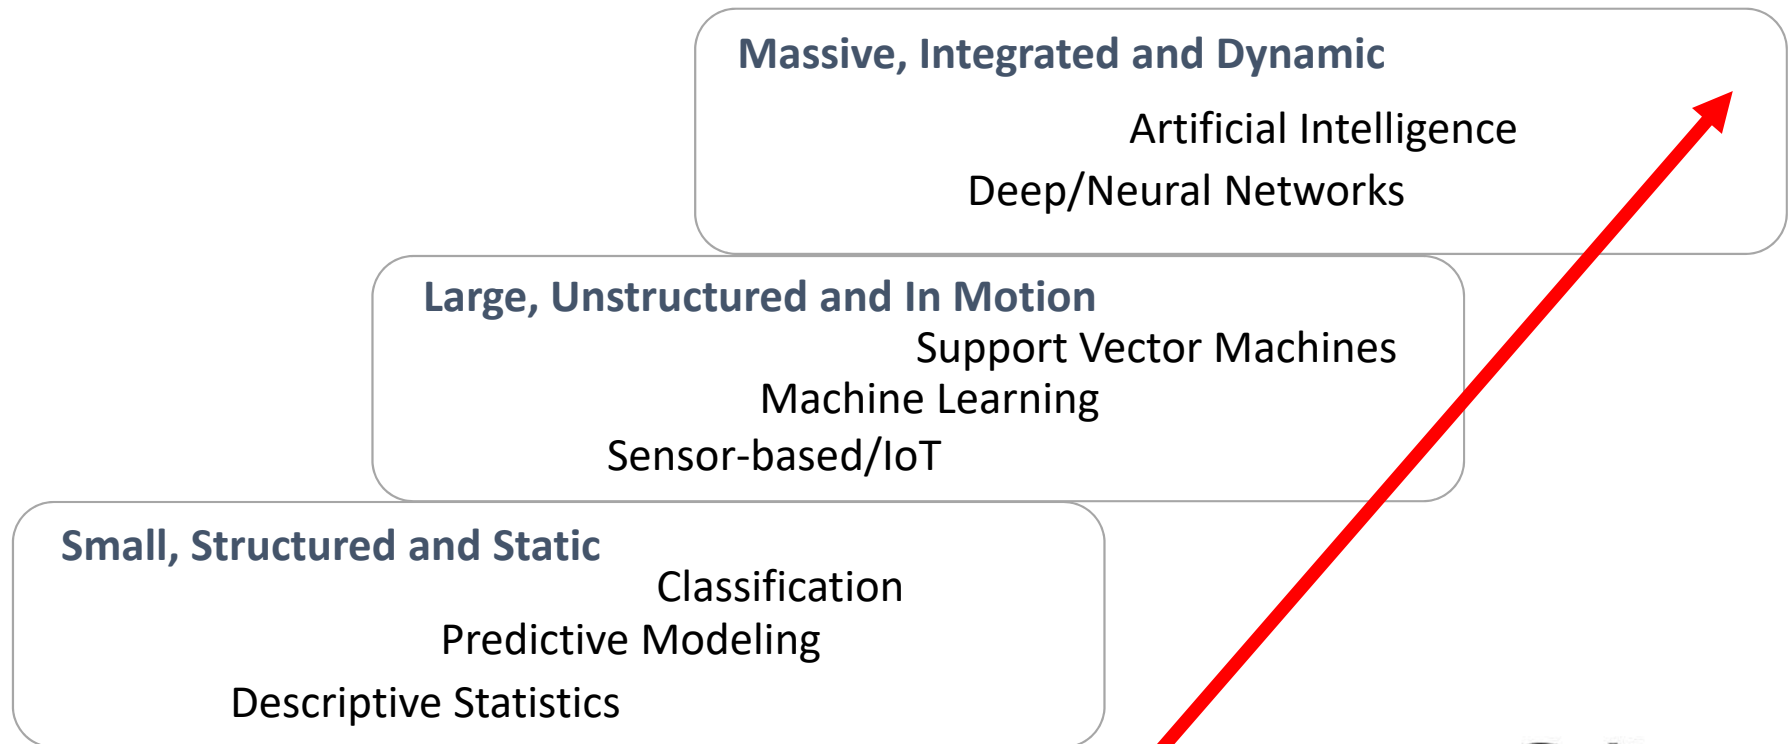 Massive, Integrated and Dynamic
Artificial Intelligence
Deep/Neural Networks
Large, Unstructured and In Motion
Support Vector Machines
Machine Learning
Sensor-based/IoT
Small, Structured and Static
Classification
Predictive Modeling
Descriptive Statistics